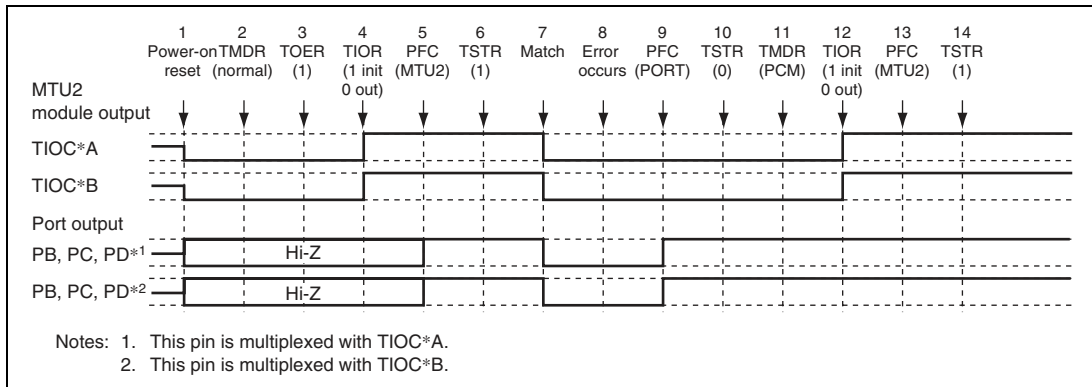 1 2 3 4 5 6 7 8 9 10 11 12 13 14
Power-on TMDR TOER TIOR PFC TSTR Match Error PFC TSTR TMDR TIOR PFC TSTR
reset (normal) (1) (1 init (MTU2) (1) occurs (PORT) (0) (PCM) (1 init (MTU2) (1)
MTU2 0 out) 0 out)
module output
TIOC*A
TIOC*B
Port output
PB, PC, PD*1 Hi-Z
PB, PC, PD*2 Hi-Z
Notes: 1. This pin is multiplexed with TIOC*A.
2. This pin is multiplexed with TIOC*B.